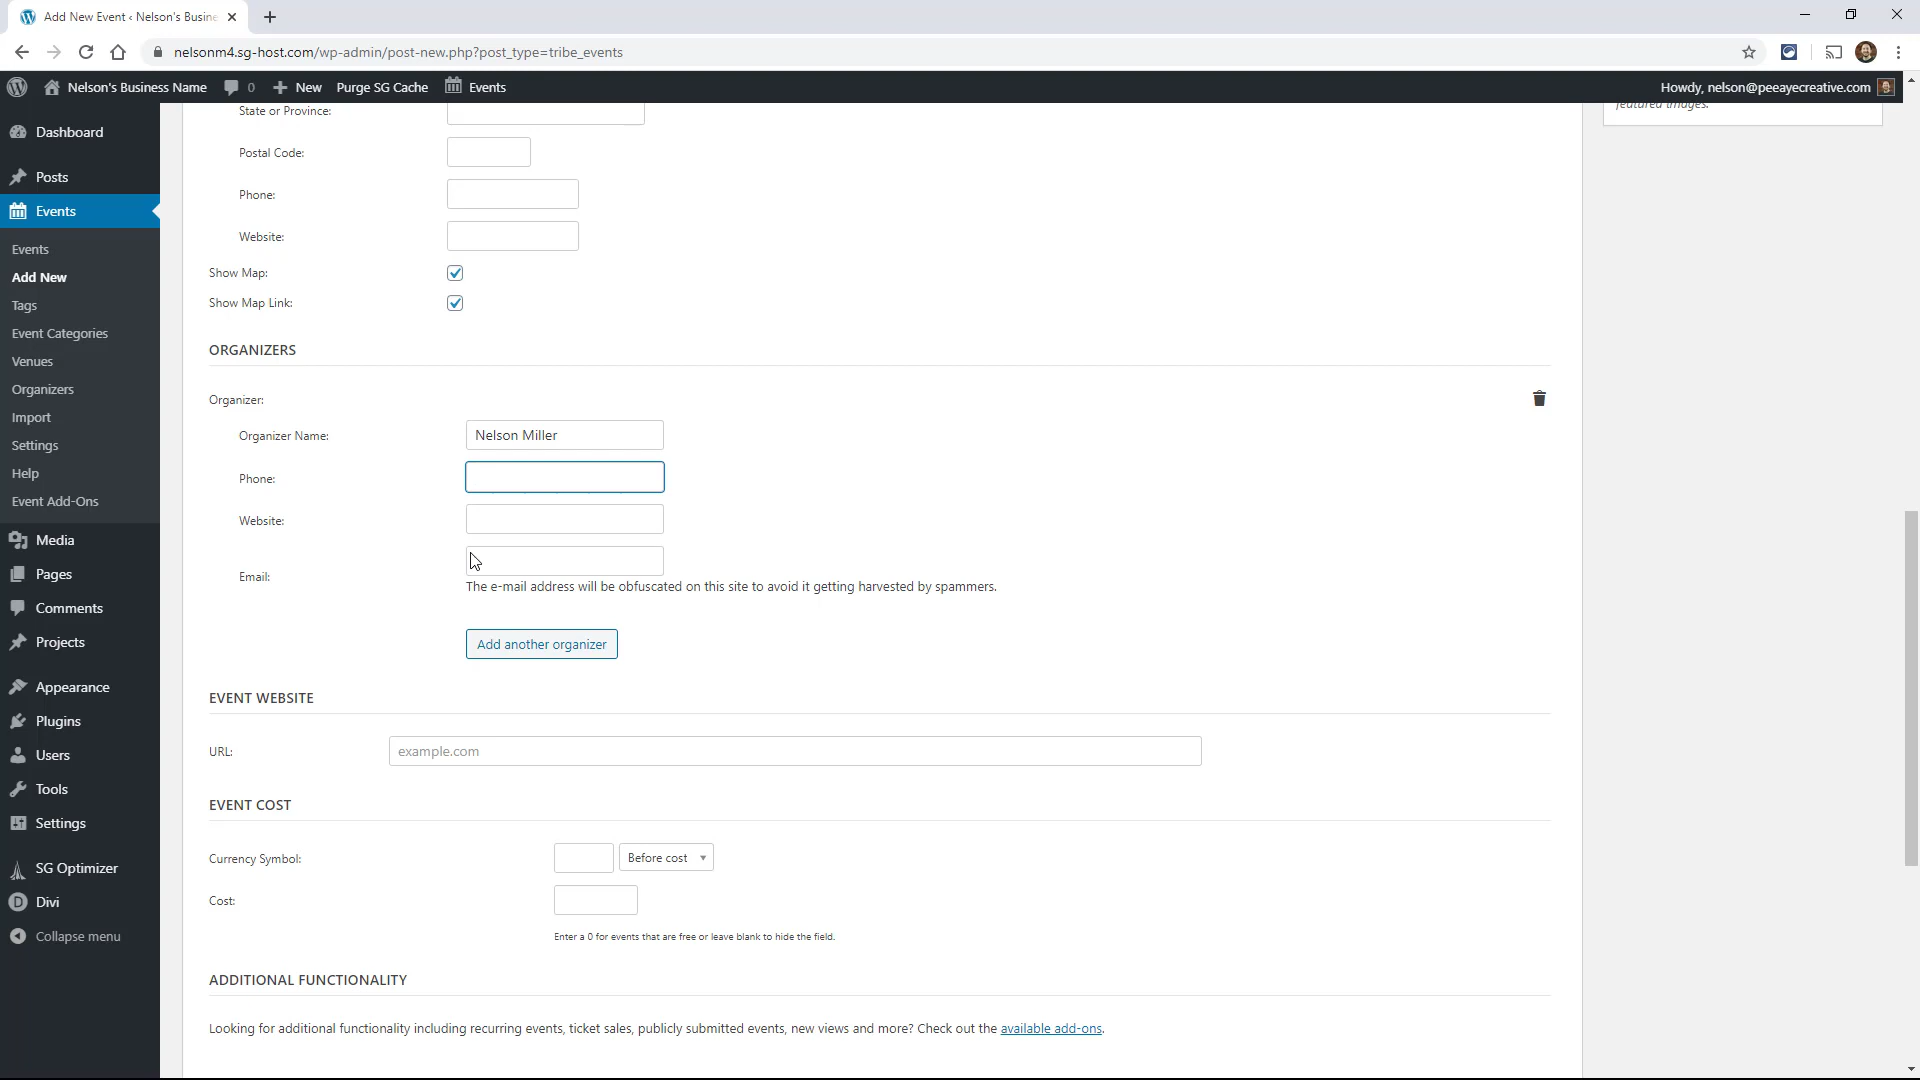 Add New Event ‹ Nelson's Busine
nelsonm4.sg-host.com/wp-admin/post-new.php?post_type=tribe_events
Nelson's Business Name
0
New
Purge SG Cache
Events
Howdy, nelson@peeayecreative.com
Dashboard
Posts
Events
Events
Add New
Tags
Event Categories
Venues
Organizers
Import
Settings
Help
Event Add-Ons
Media
Pages
Comments
Projects
Appearance
Plugins
Users
Tools
Settings
SG Optimizer
Divi
Collapse menu
featured images.
State or Province:
Postal Code:
Phone:
Website:
Show Map:
Show Map Link:
ORGANIZERS
Organizer:
Organizer Name:
Nelson Miller
Phone:
Website:
Email:
The e-mail address will be obfuscated on this site to avoid it getting harvested by spammers.
Add another organizer
EVENT WEBSITE
URL:
example.com
EVENT COST
Currency Symbol:
Before cost
Cost:
Enter a 0 for events that are free or leave blank to hide the field.
ADDITIONAL FUNCTIONALITY
Looking for additional functionality including recurring events, ticket sales, publicly submitted events, new views and more? Check out the available add-ons.